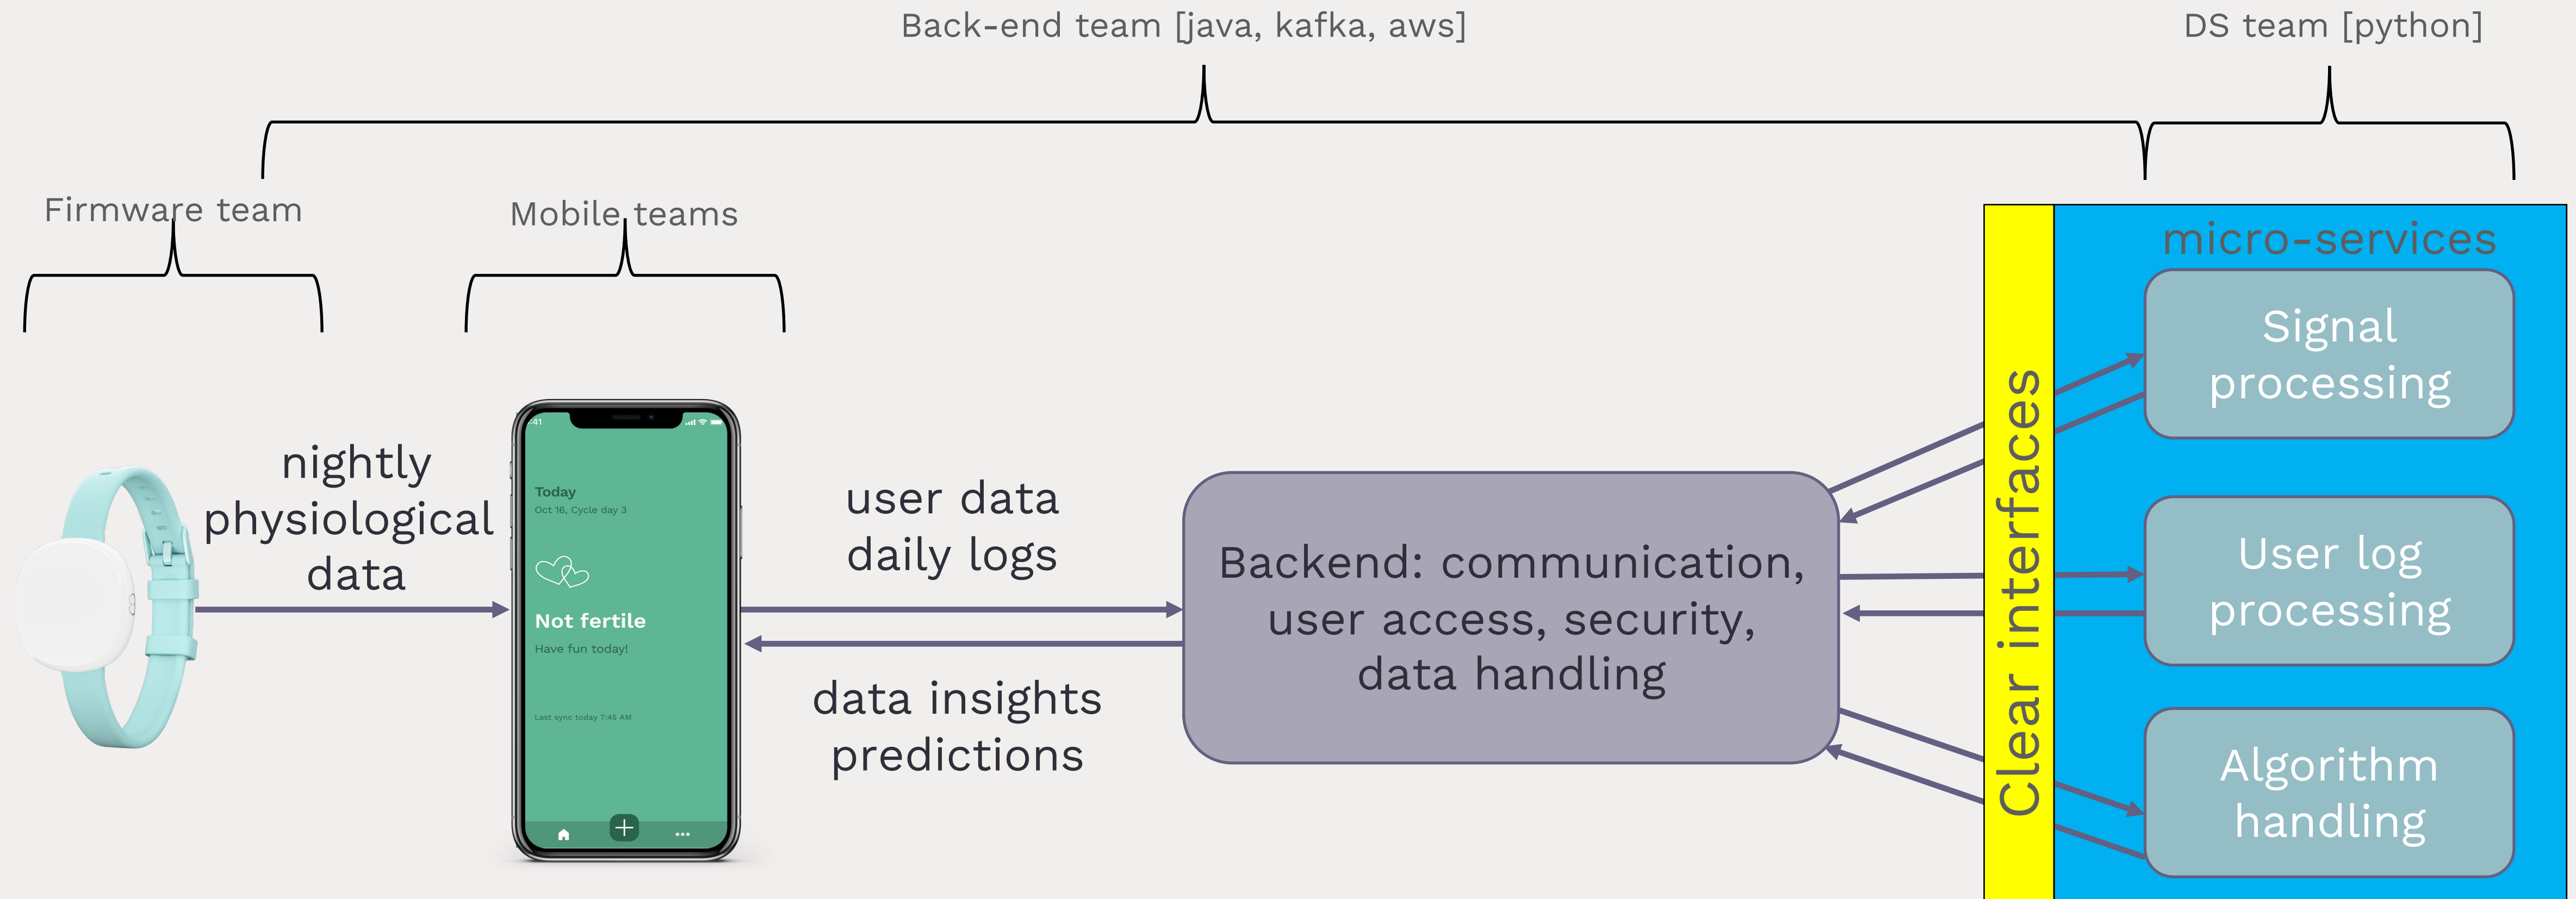 Back-end team [java, kafka, aws]
DS team [python]
Firmware team
Mobile teams
nightly
physiological
data
:41
Today
Oct 16, Cycle day 3
Not fertile
Have fun today!
Last sync today 7:45 AM
user data
daily logs
data insights
predictions
Backend: communication,
user access, security,
data handling
Clear interfaces
micro-services
Signal
processing
User log
processing
Algorithm
handling